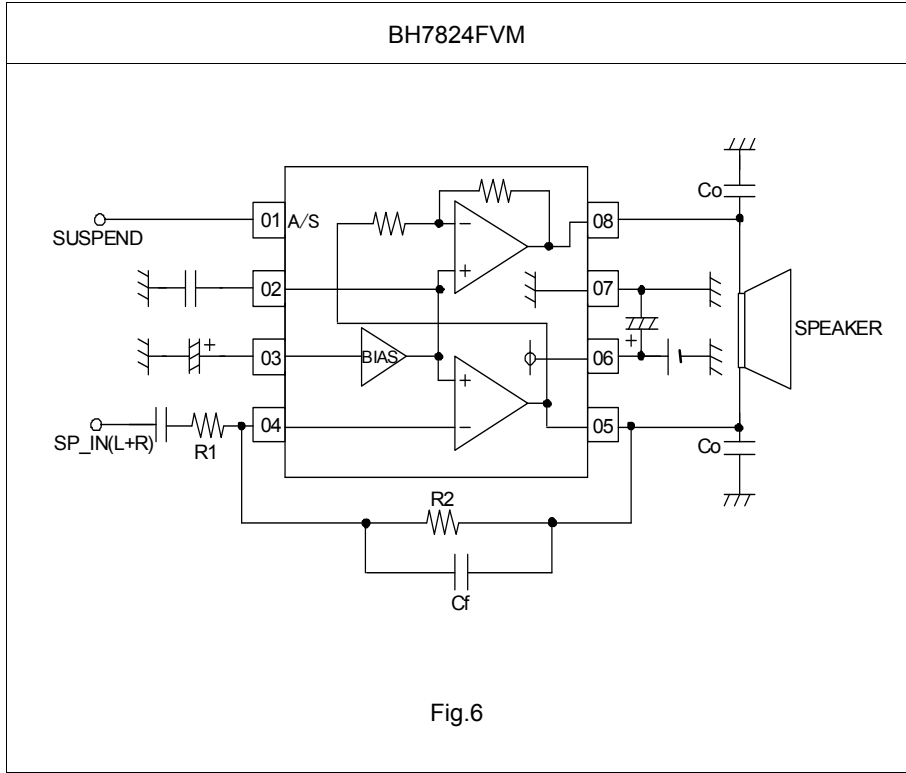 BH7824FVM
Co
01 A/S
08
SUSPEND
−
+
02
07
SPEAKER
+
03
BIAS
+
06
+
SP_IN(L+R)
R1
04
−
05
Co
R2
Cf
Fig.6